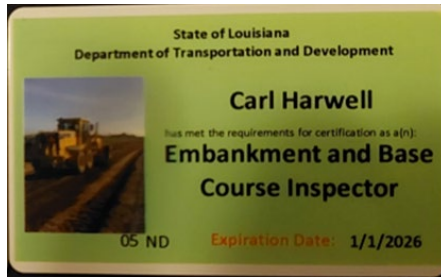 State of Louisiana
Department of Transportation and Development
Carl Harwell
has met the requirements for certification as a(n):
Embankment and Base
Course Inspector
05 ND Expiration Date: 1/1/2026